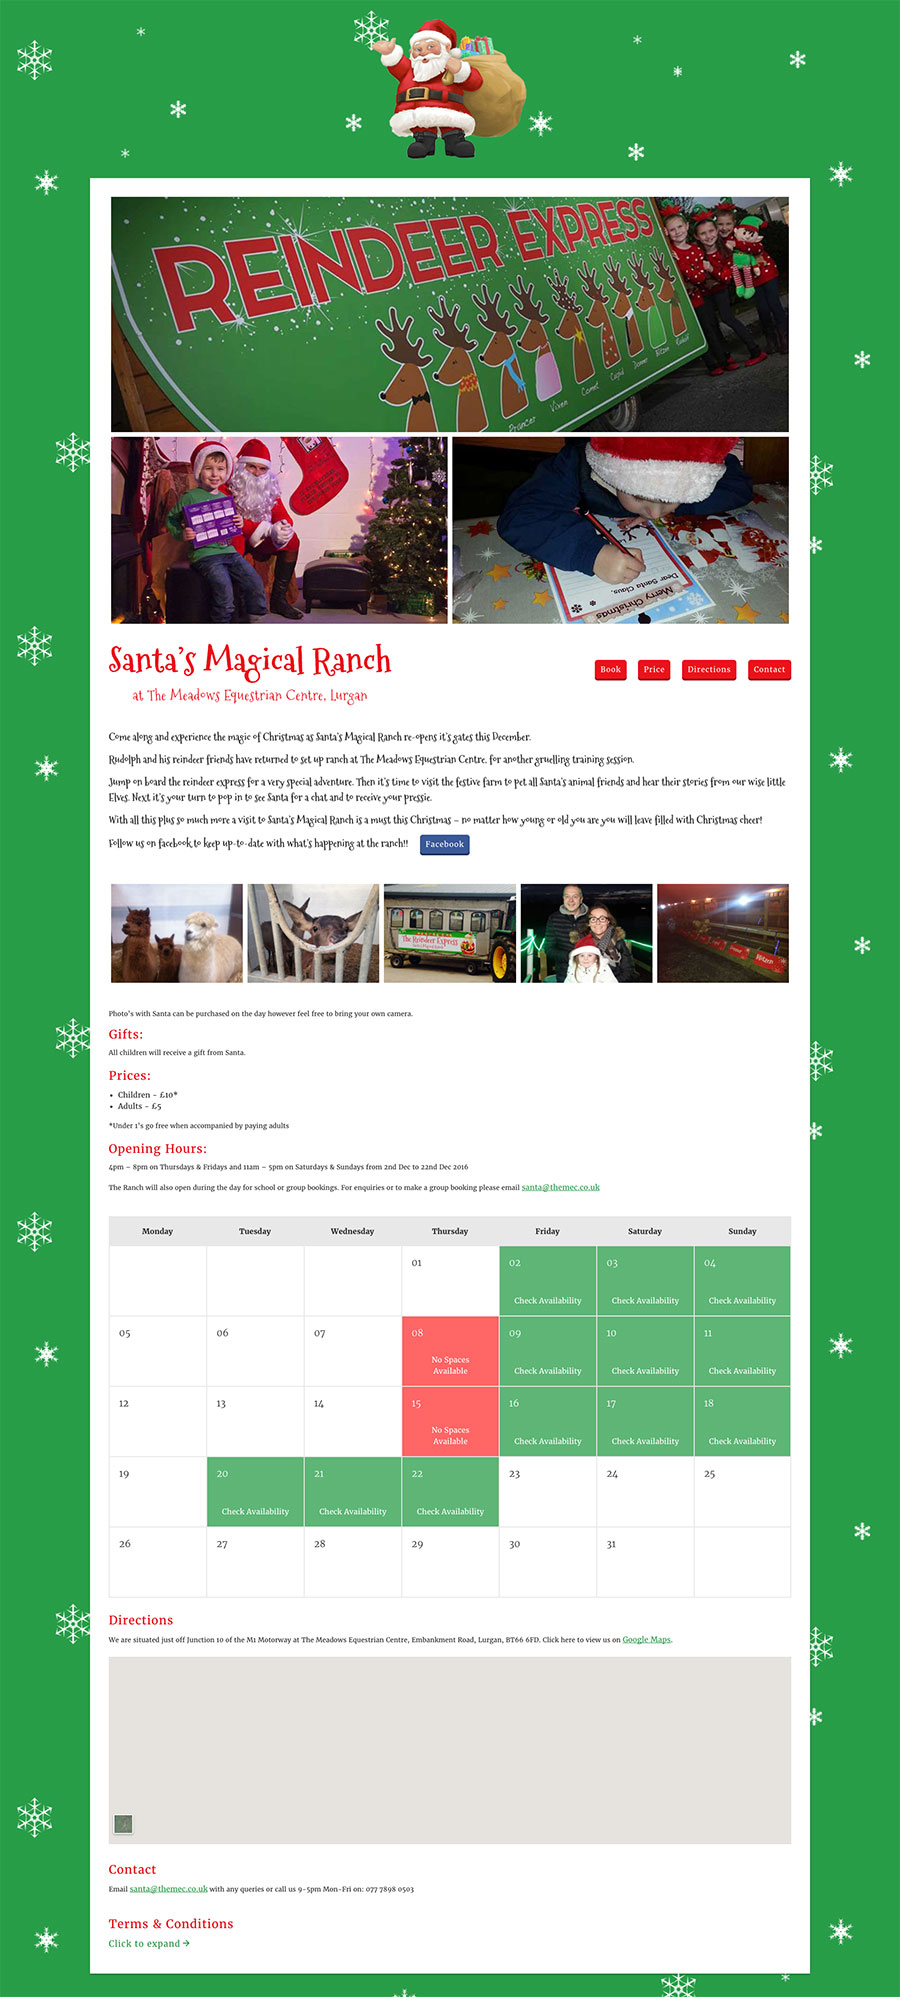 REINDEER EXPRESS
Prancer Vixen Comet Cupid Donner Blitzen Rudolph
Dear Santa Claus,
Merry Christmas
Santa's Magical Ranch
at The Meadows Equestrian Centre, Lurgan
Book Price Directions Contact
Come along and experience the magic of Christmas as Santa's Magical Ranch re-opens it's gates this December.
Rudolph and his reindeer friends have returned to set up ranch at The Meadows Equestrian Centre, for another gruelling training session.
Jump on board the reindeer express for a very special adventure. Then it's time to visit the festive farm to pet all Santa's animal friends and hear their stories from our wise little
Elves. Next it's your turn to pop in to see Santa for a chat and to receive your pressie.
With all this plus so much more a visit to Santa's Magical Ranch is a must this Christmas – no matter how young or old you are you will leave filled with Christmas cheer!
Follow us on facebook to keep up-to-date with what's happening at the ranch!! Facebook
The Reindeer Express
Photo's with Santa can be purchased on the day however feel free to bring your own camera.
Gifts:
All children will receive a gift from Santa.
Prices:
• Children - £10*
• Adults - £5
*Under 1's go free when accompanied by paying adults
Opening Hours:
4pm – 8pm on Thursdays & Fridays and 11am – 5pm on Saturdays & Sundays from 2nd Dec to 22nd Dec 2016
The Ranch will also open during the day for school or group bookings. For enquiries or to make a group booking please email santa@themec.co.uk
Monday Tuesday Wednesday Thursday Friday Saturday Sunday
01 02 03 04
Check Availability Check Availability Check Availability
05 06 07 08 09 10 11
No Spaces
Available Check Availability Check Availability Check Availability
12 13 14 15 16 17 18
No Spaces
Available Check Availability Check Availability Check Availability
19 20 21 22 23 24 25
Check Availability Check Availability Check Availability
26 27 28 29 30 31
Directions
We are situated just off Junction 10 of the M1 Motorway at The Meadows Equestrian Centre, Embankment Road, Lurgan, BT66 6FD. Click here to view us on Google Maps.
Contact
Email santa@themec.co.uk with any queries or call us 9-5pm Mon-Fri on: 077 7898 0503
Terms & Conditions
Click to expand →